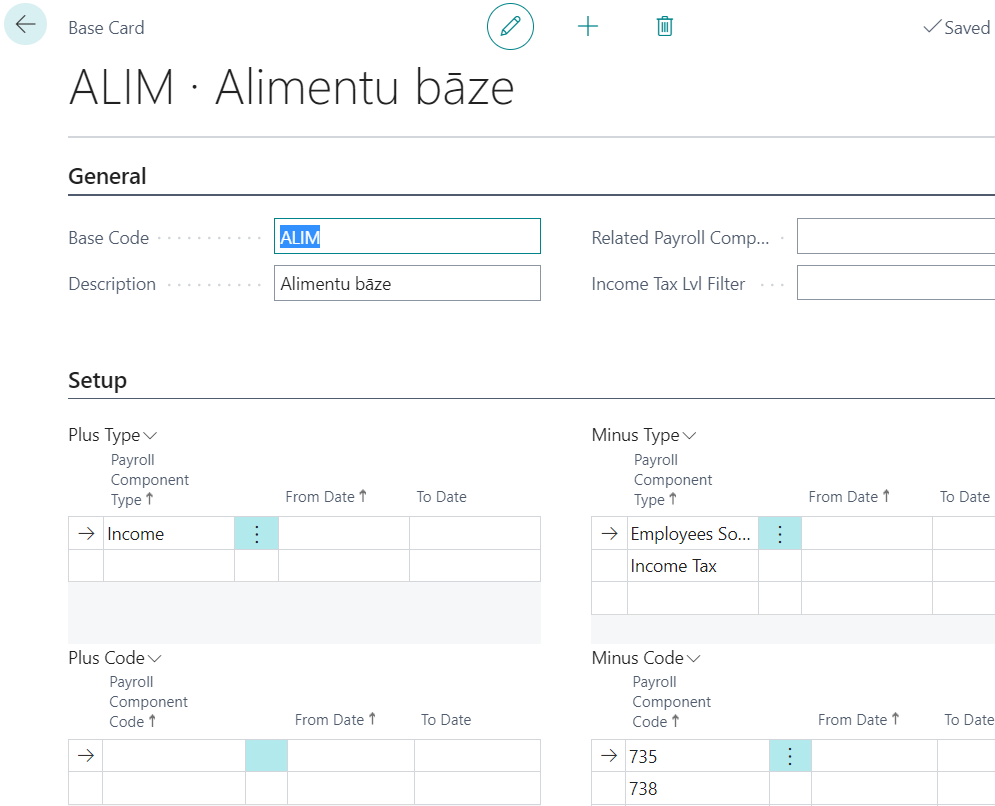 Base Card
Saved
ALIM · Alimentu bāze
General
Base Code
ALIM
Related Payroll Comp...
Description
Alimentu bāze
Income Tax Lvl Filter
Setup
Plus Type
Payroll
Component
Type ↑
From Date ↑
To Date
Income
Minus Type
Payroll
Component
Type ↑
From Date ↑
To Date
Employees So...
Income Tax
Plus Code
Payroll
Component
Code ↑
From Date ↑
To Date
Minus Code
Payroll
Component
Code ↑
From Date ↑
To Date
735
738